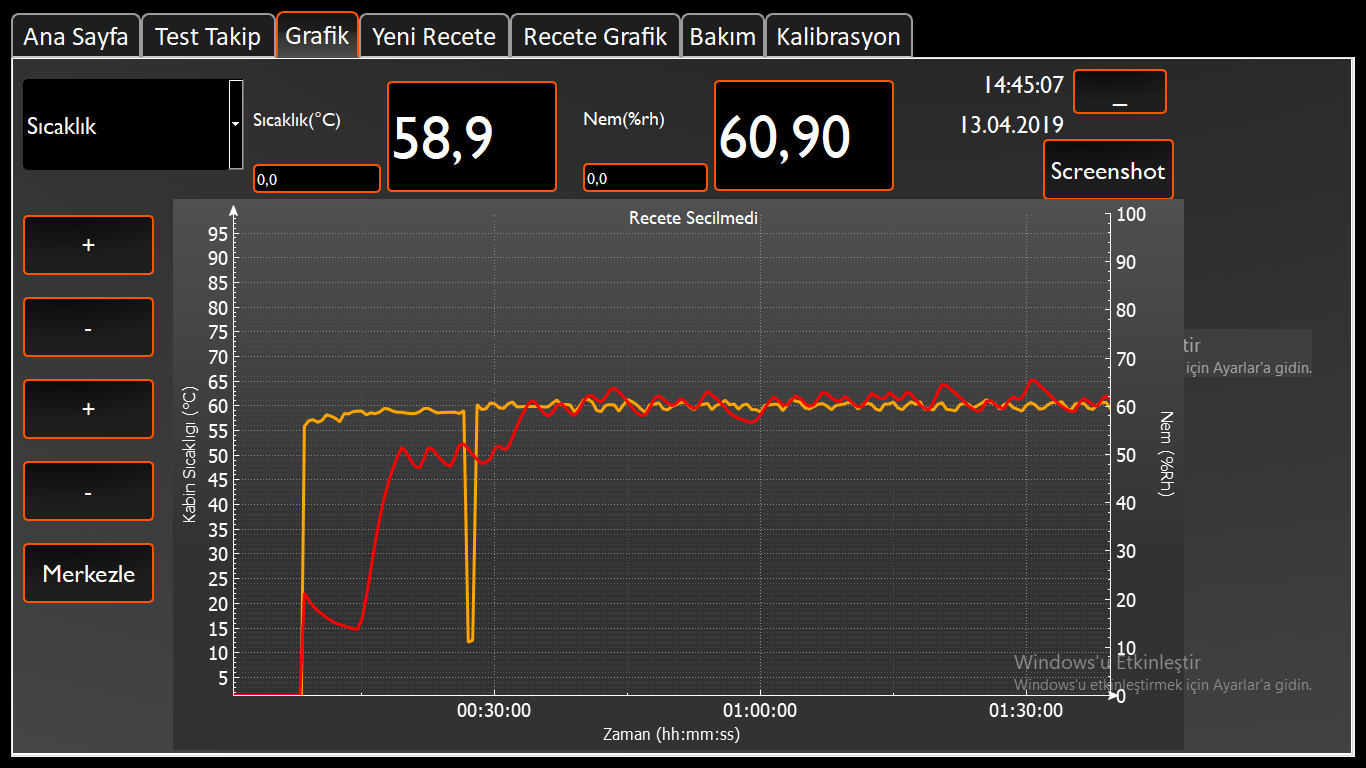 Ana Sayfa
Test Takip
Grafik
Yeni Recete
Recete Grafik
Bakım
Kalibrasyon
Sıcaklık
Sıcaklık(°C)
0,0
58,9
Nem(%rh)
0,0
60,90
14:45:07
13.04.2019
_
Screenshot
+
-
+
-
Merkezle
Recete Secilmedi
95
90
85
80
75
70
65
60
55
50
45
40
35
30
25
20
15
10
5
Kabin Sıcaklıgı (°C)
100
90
80
70
60
50
40
30
20
10
0
Nem (%Rh)
00:30:00
01:00:00
01:30:00
Zaman (hh:mm:ss)
tir
için Ayarlar'a gidin.
Windows'u Etkinleştir
Windows'u etkinleştirmek için Ayarlar'a gidin.